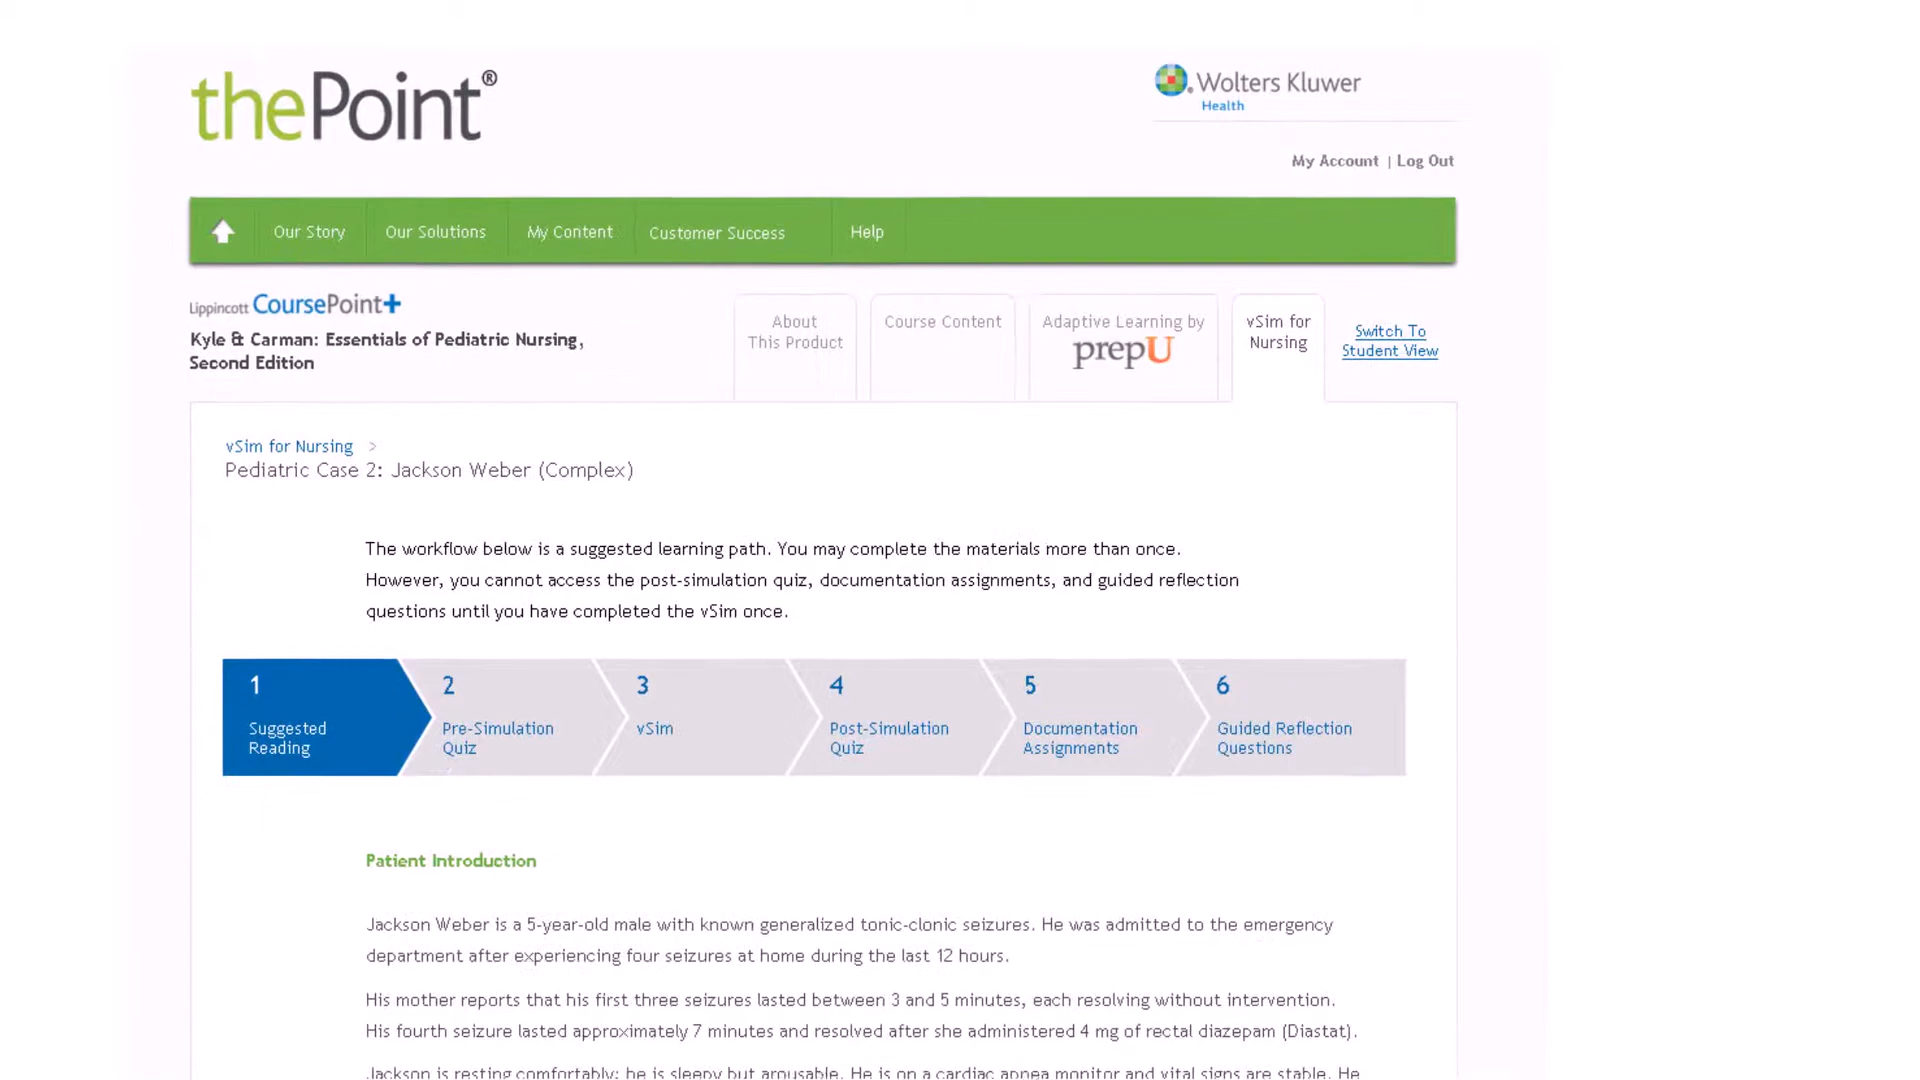 thePoint®
Wolters Kluwer
Health
My Account | Log Out
Our Story
Our Solutions
My Content
Customer Success
Help
Lippincott CoursePoint+
Kyle & Carman: Essentials of Pediatric Nursing,
Second Edition
About
This Product
Course Content
Adaptive Learning by
prepU
vSim for
Nursing
Switch To
Student View
vSim for Nursing >
Pediatric Case 2: Jackson Weber (Complex)
The workflow below is a suggested learning path. You may complete the materials more than once.
However, you cannot access the post-simulation quiz, documentation assignments, and guided reflection
questions until you have completed the vSim once.
1
Suggested
Reading
2
Pre-Simulation
Quiz
3
vSim
4
Post-Simulation
Quiz
5
Documentation
Assignments
6
Guided Reflection
Questions
Patient Introduction
Jackson Weber is a 5-year-old male with known generalized tonic-clonic seizures. He was admitted to the emergency
department after experiencing four seizures at home during the last 12 hours.
His mother reports that his first three seizures lasted between 3 and 5 minutes, each resolving without intervention.
His fourth seizure lasted approximately 7 minutes and resolved after she administered 4 mg of rectal diazepam (Diastat).
Jackson is resting comfortably; he is sleepy but arousable. He is on a cardiac apnea monitor and vital signs are stable. He